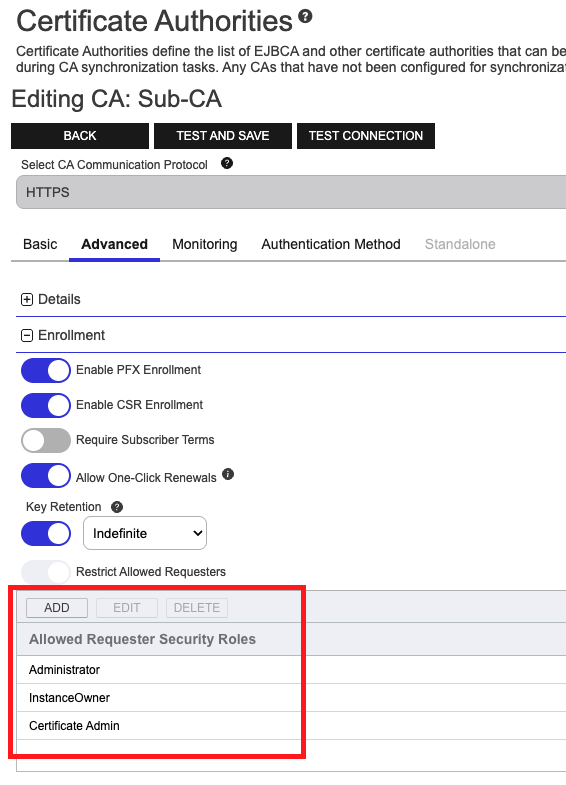 Certificate Authorities ?
Certificate Authorities define the list of EJBCA and other certificate authorities that can be
during CA synchronization tasks. Any CAs that have not been configured for
Editing CA: Sub-CA
BACK TEST AND SAVE TEST CONNECTION
Select CA Communication Protocol ?
HTTPS
Basic Advanced Monitoring Authentication Method Standalone
+ Details
− Enrollment
Enable PFX Enrollment
Enable CSR Enrollment
Require Subscriber Terms
Allow One-Click Renewals i
Key Retention ?
Indefinite
Restrict Allowed Requesters
ADD EDIT DELETE
Allowed Requester Security Roles
Administrator
InstanceOwner
Certificate Admin